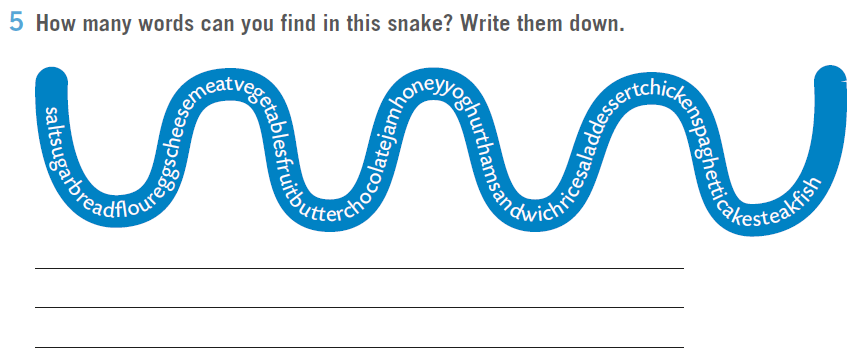 5 How many words can you find in this snake? Write them down.
saltsugarbreadfloureggscheesemeatvegetablesfruitbutterchocolatejamhoneyyoghurthamsandwichricesaladdessertchickenspaghetticakesteakfish